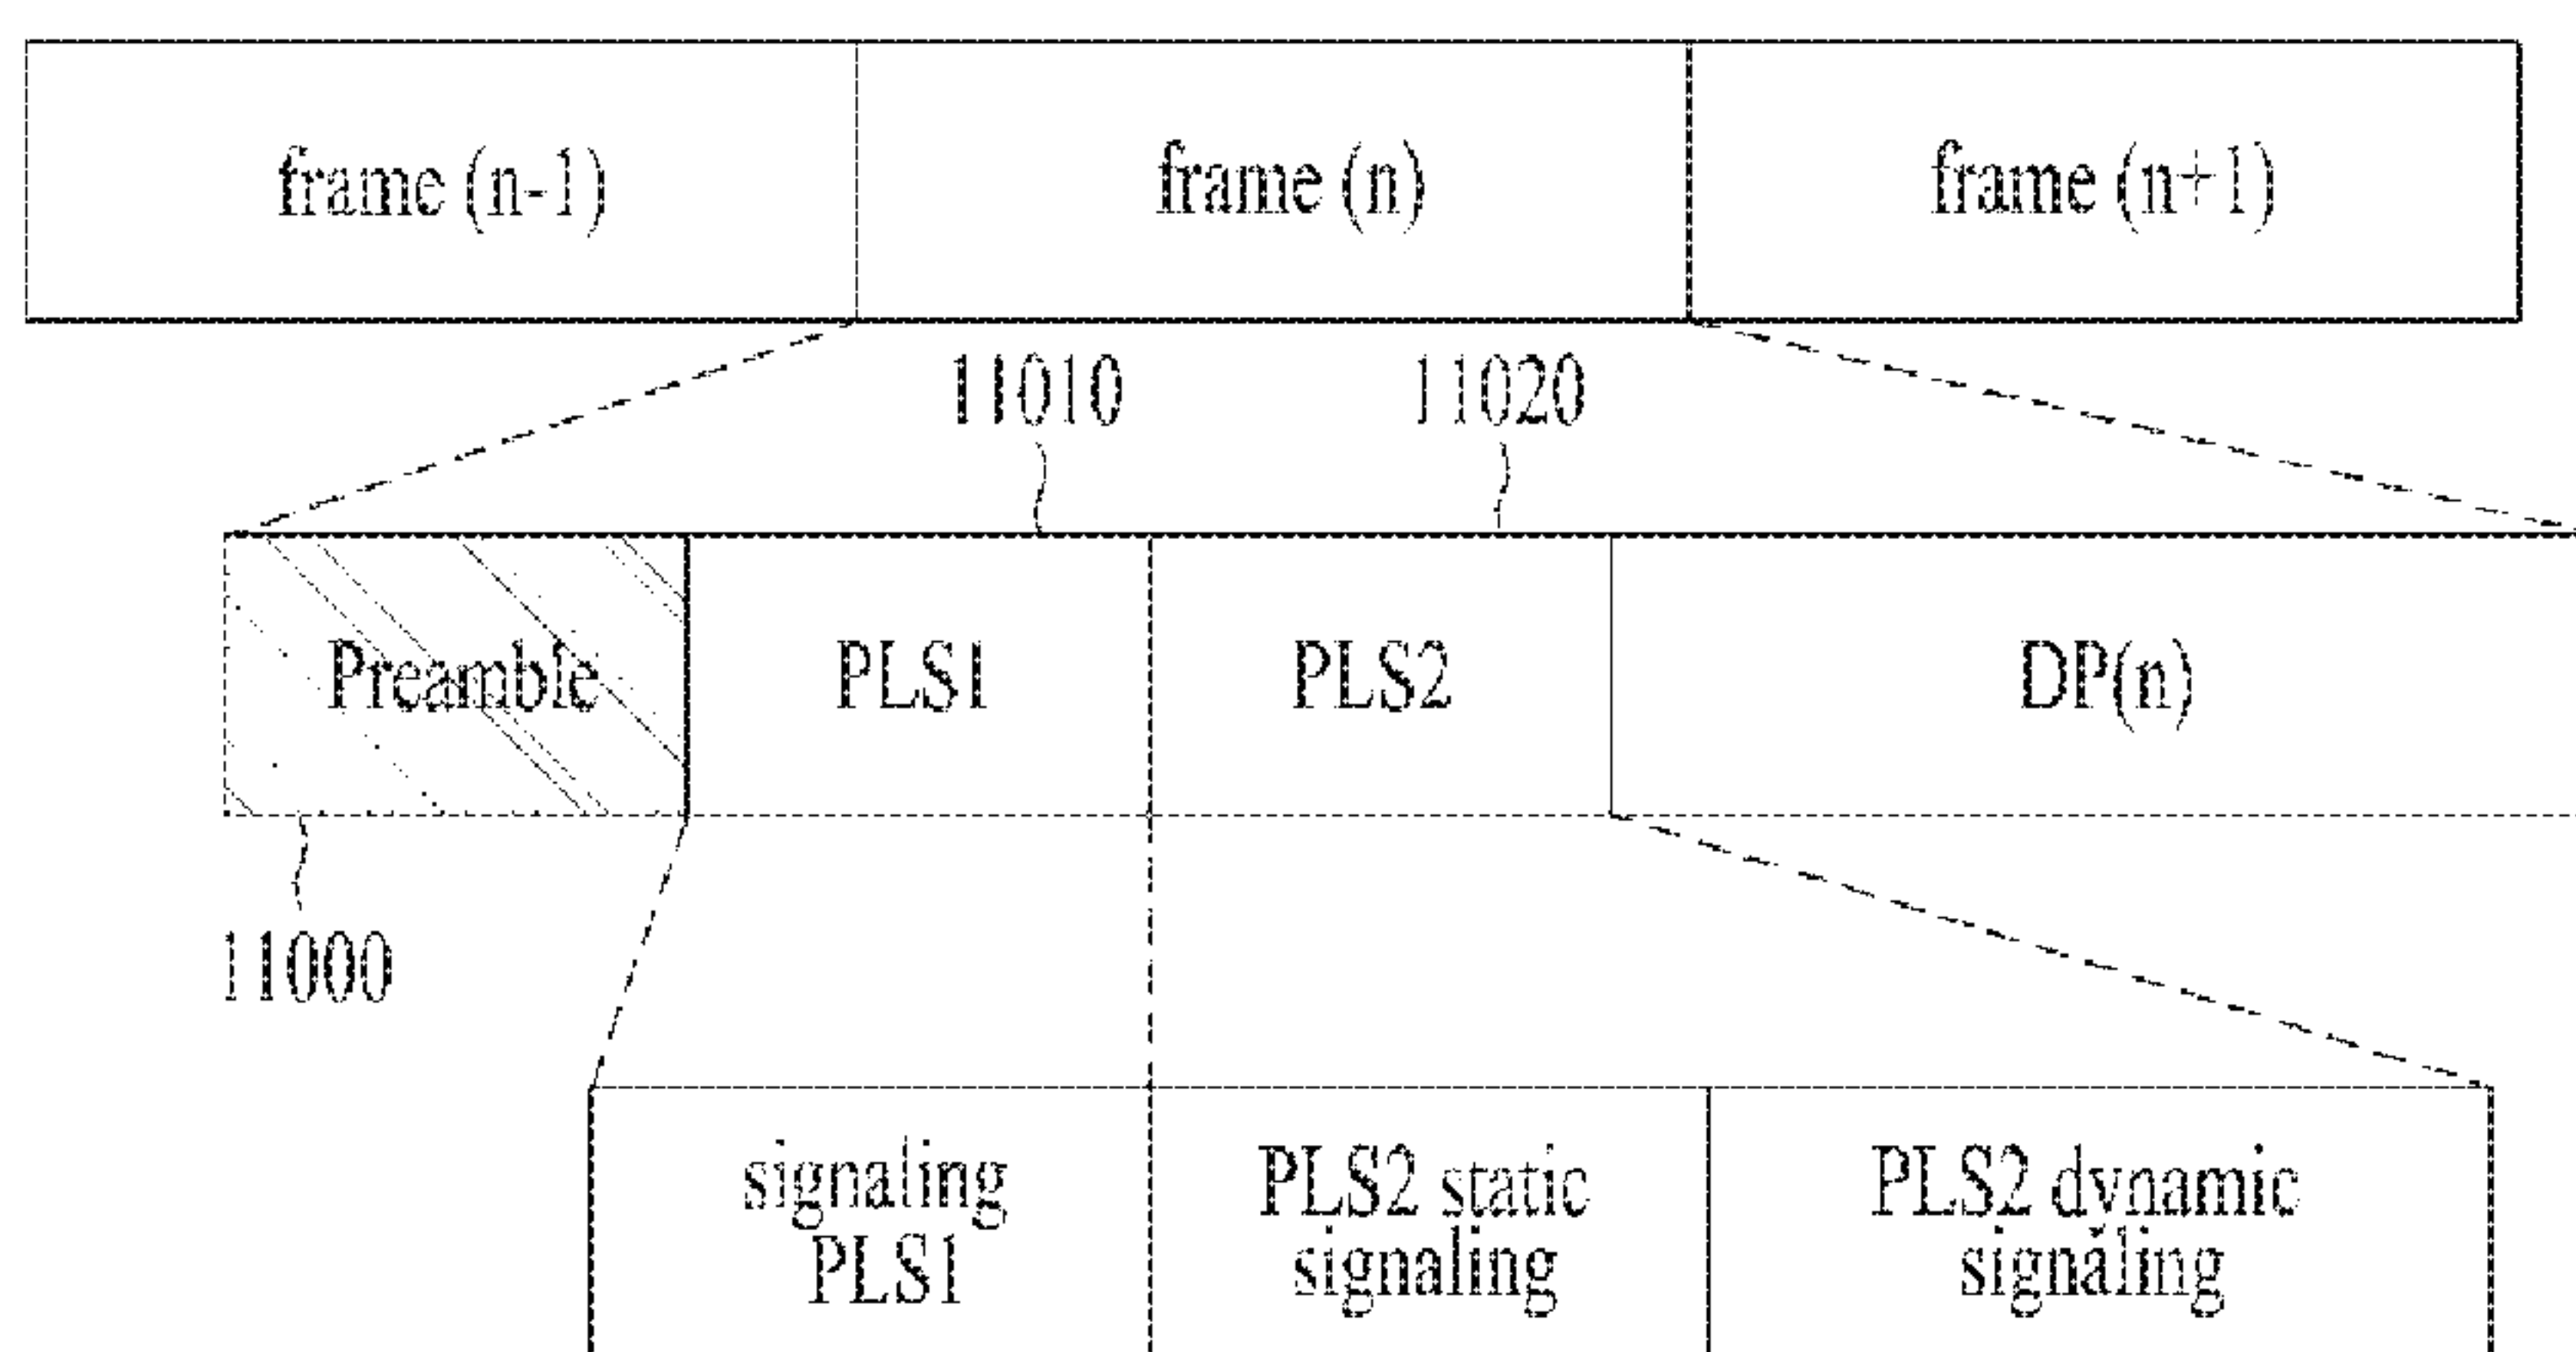 frame (n-1)
frame (n)
frame (n+1)
11010
11020
Preamble
PLS1
PLS2
DP(n)
11000
signaling
PLS1
PLS2 static
signaling
PLS2 dynamic
signaling